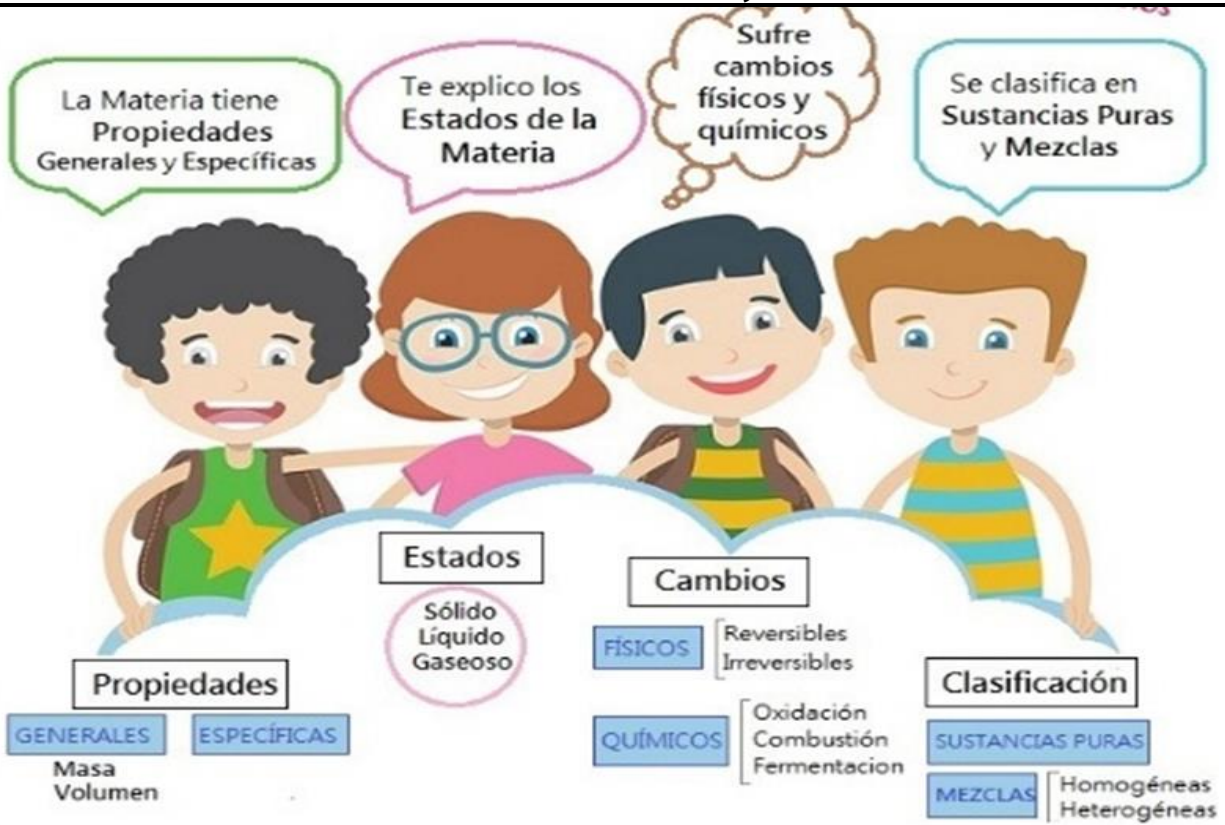 La Materia tiene
Propiedades
Generales y Específicas
Te explico los
Estados de la
Materia
Sufre
cambios
físicos y
químicos
Se clasifica en
Sustancias Puras
y Mezclas
Propiedades
GENERALES
ESPECÍFICAS
Masa
Volumen
Estados
Sólido
Líquido
Gaseoso
Cambios
FÍSICOS
Reversibles
Irreversibles
QUÍMICOS
Oxidación
Combustión
Fermentacion
Clasificación
SUSTANCIAS PURAS
MEZCLAS
Homogéneas
Heterogéneas